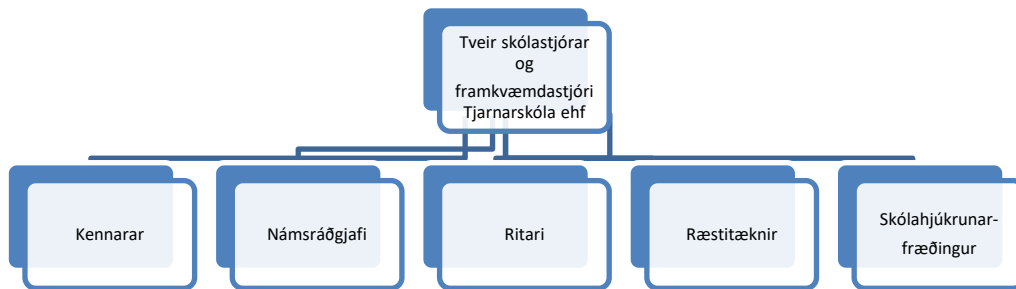 Tveir skólastjórar
og
framkvæmdastjóri
Tjarnarskóla ehf
Kennarar
Námsráðgjafi
Ritari
Ræstitæknir
Skólahjúkrunar-
fræðingur